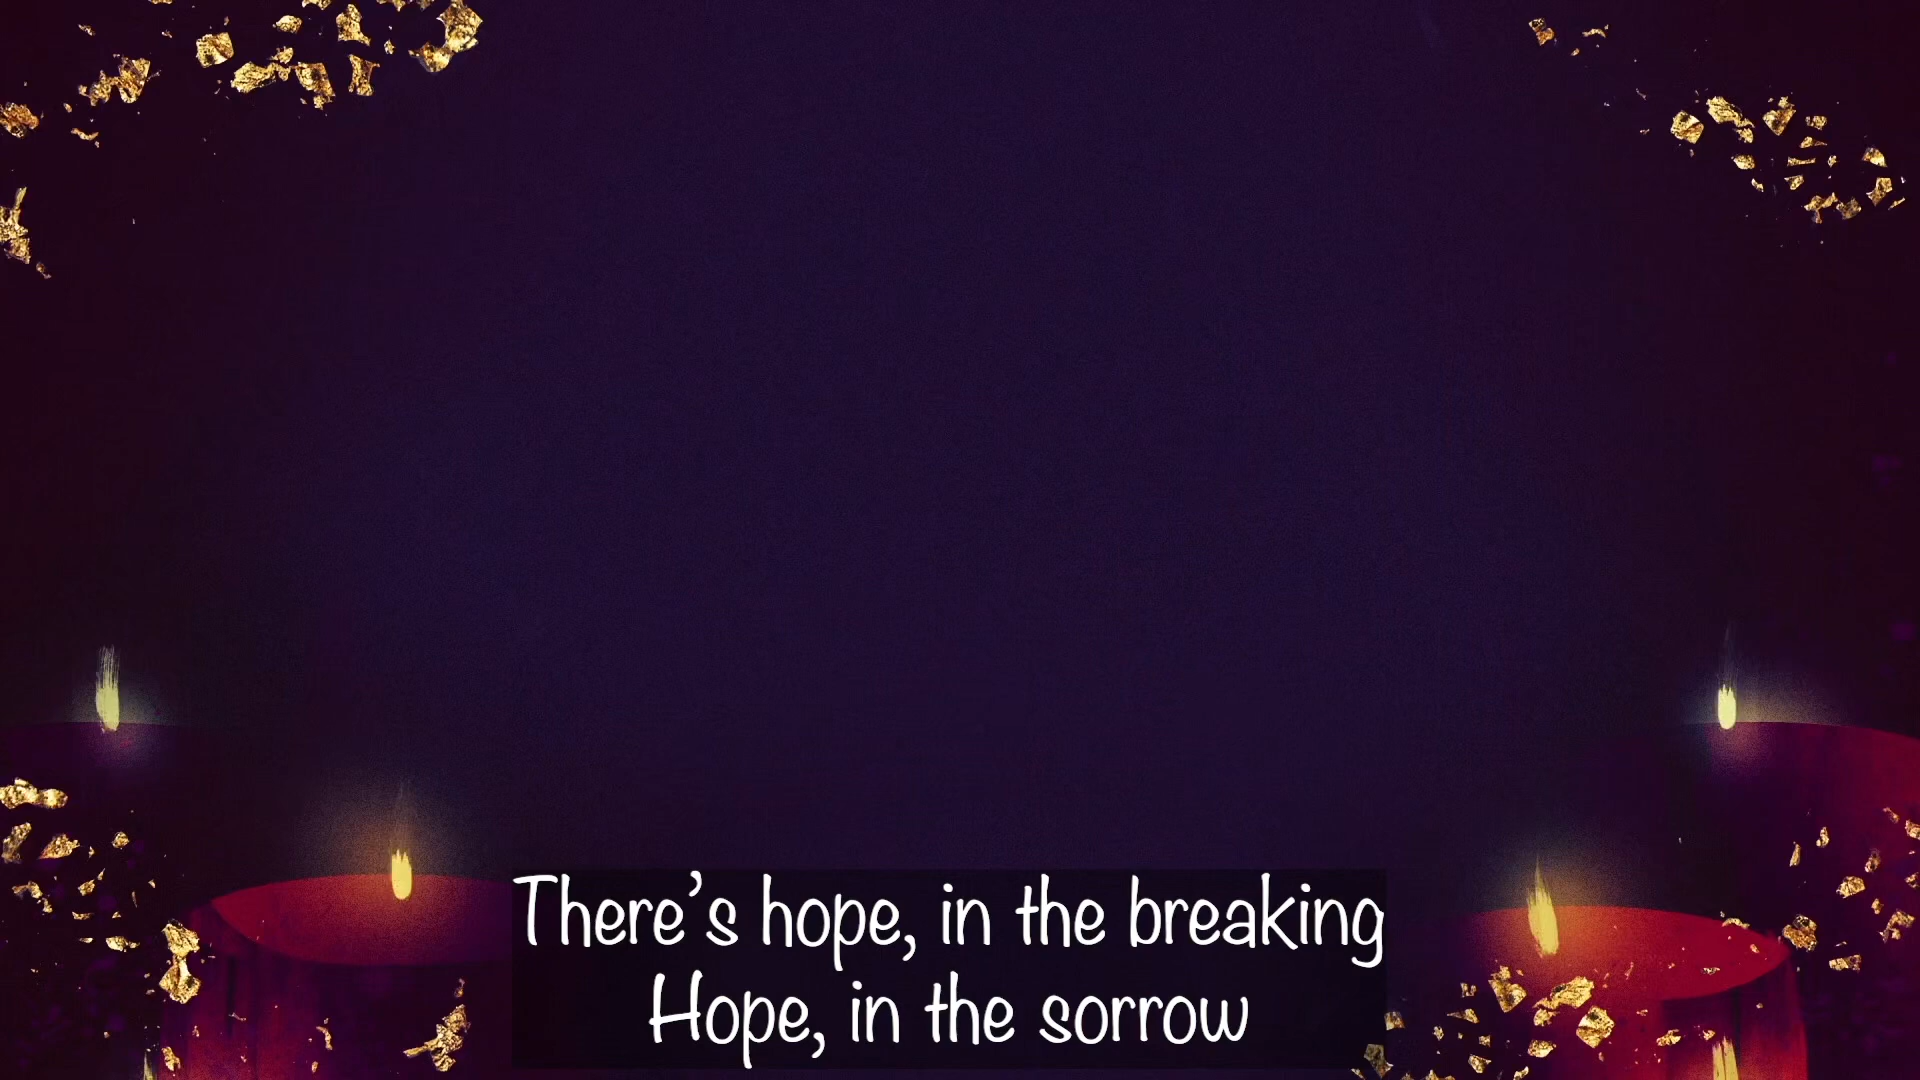 There’s hope, in the breaking
Hope, in the sorrow